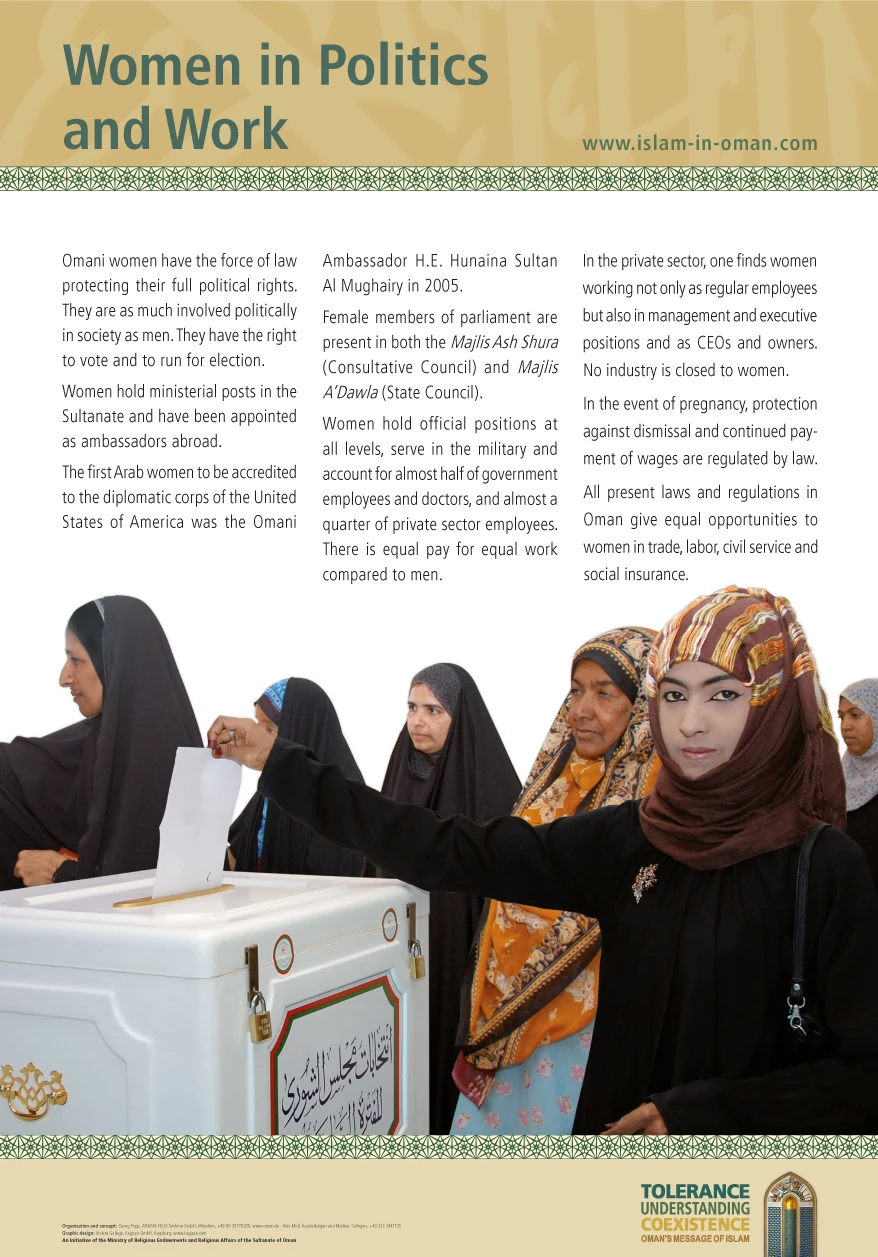 Women in Politics
and Work
www.islam-in-oman.com
Omani women have the force of law
protecting their full political rights.
They are as much involved politically
in society as men. They have the right
to vote and to run for election.
Women hold ministerial posts in the
Sultanate and have been appointed
as ambassadors abroad.
The first Arab women to be accredited
to the diplomatic corps of the United
States of America was the Omani
Ambassador H.E. Hunaina Sultan
Al Mughairy in 2005.
Female members of parliament are
present in both the Majlis Ash Shura
(Consultative Council) and Majlis
A'Dawla (State Council).
Women hold official positions at
all levels, serve in the military and
account for almost half of government
employees and doctors, and almost a
quarter of private sector employees.
There is equal pay for equal work
compared to men.
In the private sector, one finds women
working not only as regular employees
but also in management and executive
positions and as CEOs and owners.
No industry is closed to women.
In the event of pregnancy, protection
against dismissal and continued pay-
ment of wages are regulated by law.
All present laws and regulations in
Oman give equal opportunities to
women in trade, labor, civil service and
social insurance.
انتخابات مجلس الشورى
للفترة
TOLERANCE
UNDERSTANDING
COEXISTENCE
OMAN'S MESSAGE OF ISLAM
Organisation and concept: Georg Popp, ARABIA FELIX Synform GmbH, München, www.oman.de
Graphic design:
An initiative of the Ministry of Religious Endowments and Religious Affairs of the Sultanate of Oman